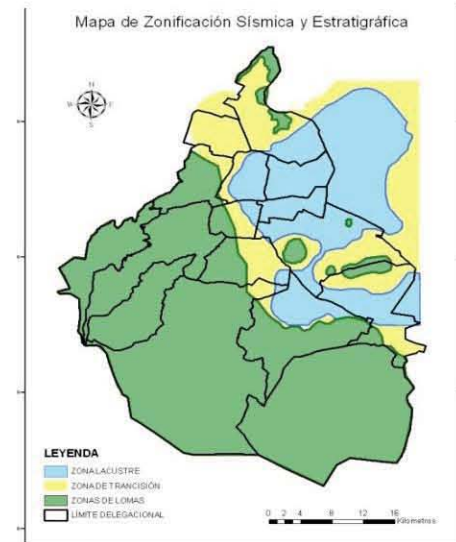 Mapa de Zonificación Sísmica y Estratigráfica
N
W E
S
LEYENDA
ZONA LACUSTRE
ZONA DE TRANCISIÓN
ZONAS DE LOMAS
LÍMITE DELEGACIONAL
0 2 4 8 12 16
Kilómetros